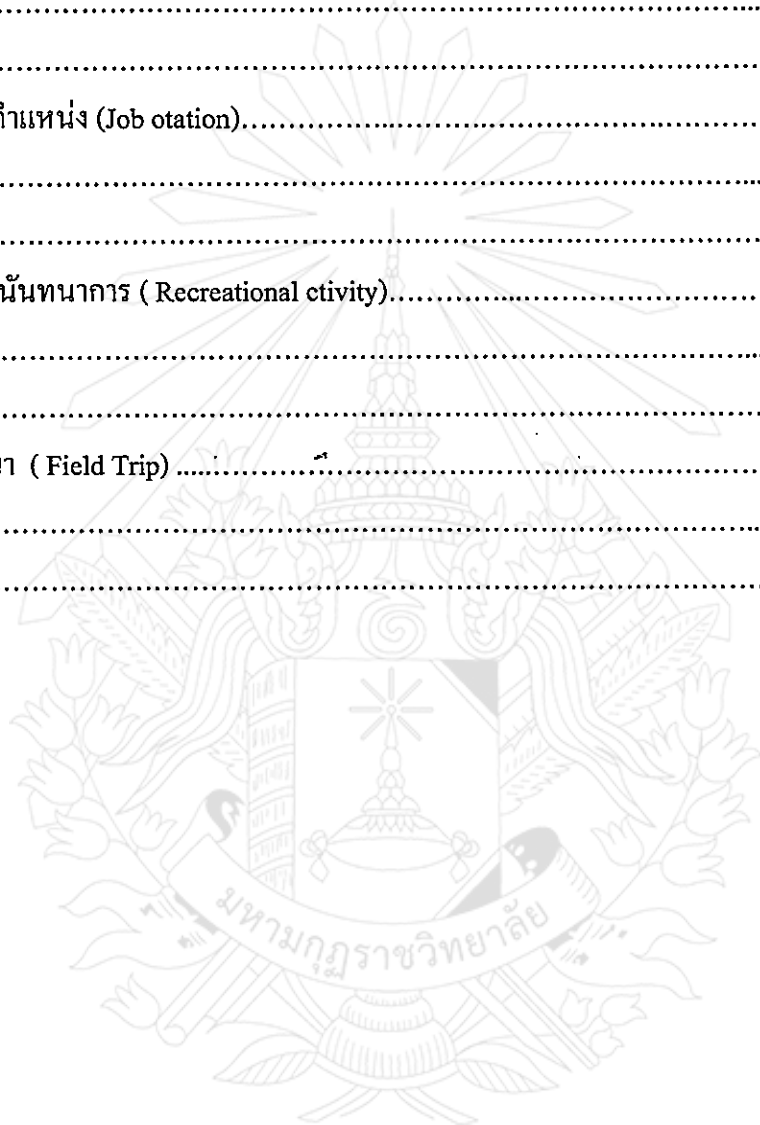 ................................................................................
................................................................................
ตำแหน่ง (Job otation)................................................................
................................................................................
................................................................................
นันทนาการ ( Recreational ctivity)................................................
................................................................................
................................................................................
( Field Trip) ................................................................
................................................................................
................................................................................
มหามกุฏราชวิทยาลัย